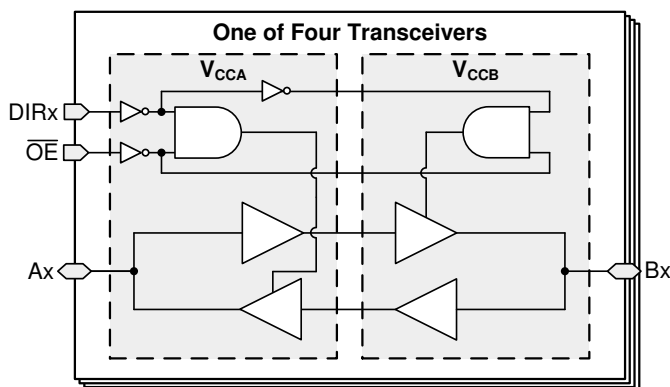 One of Four Transceivers
VCCA VCCB
DIRx
OE
Ax Bx